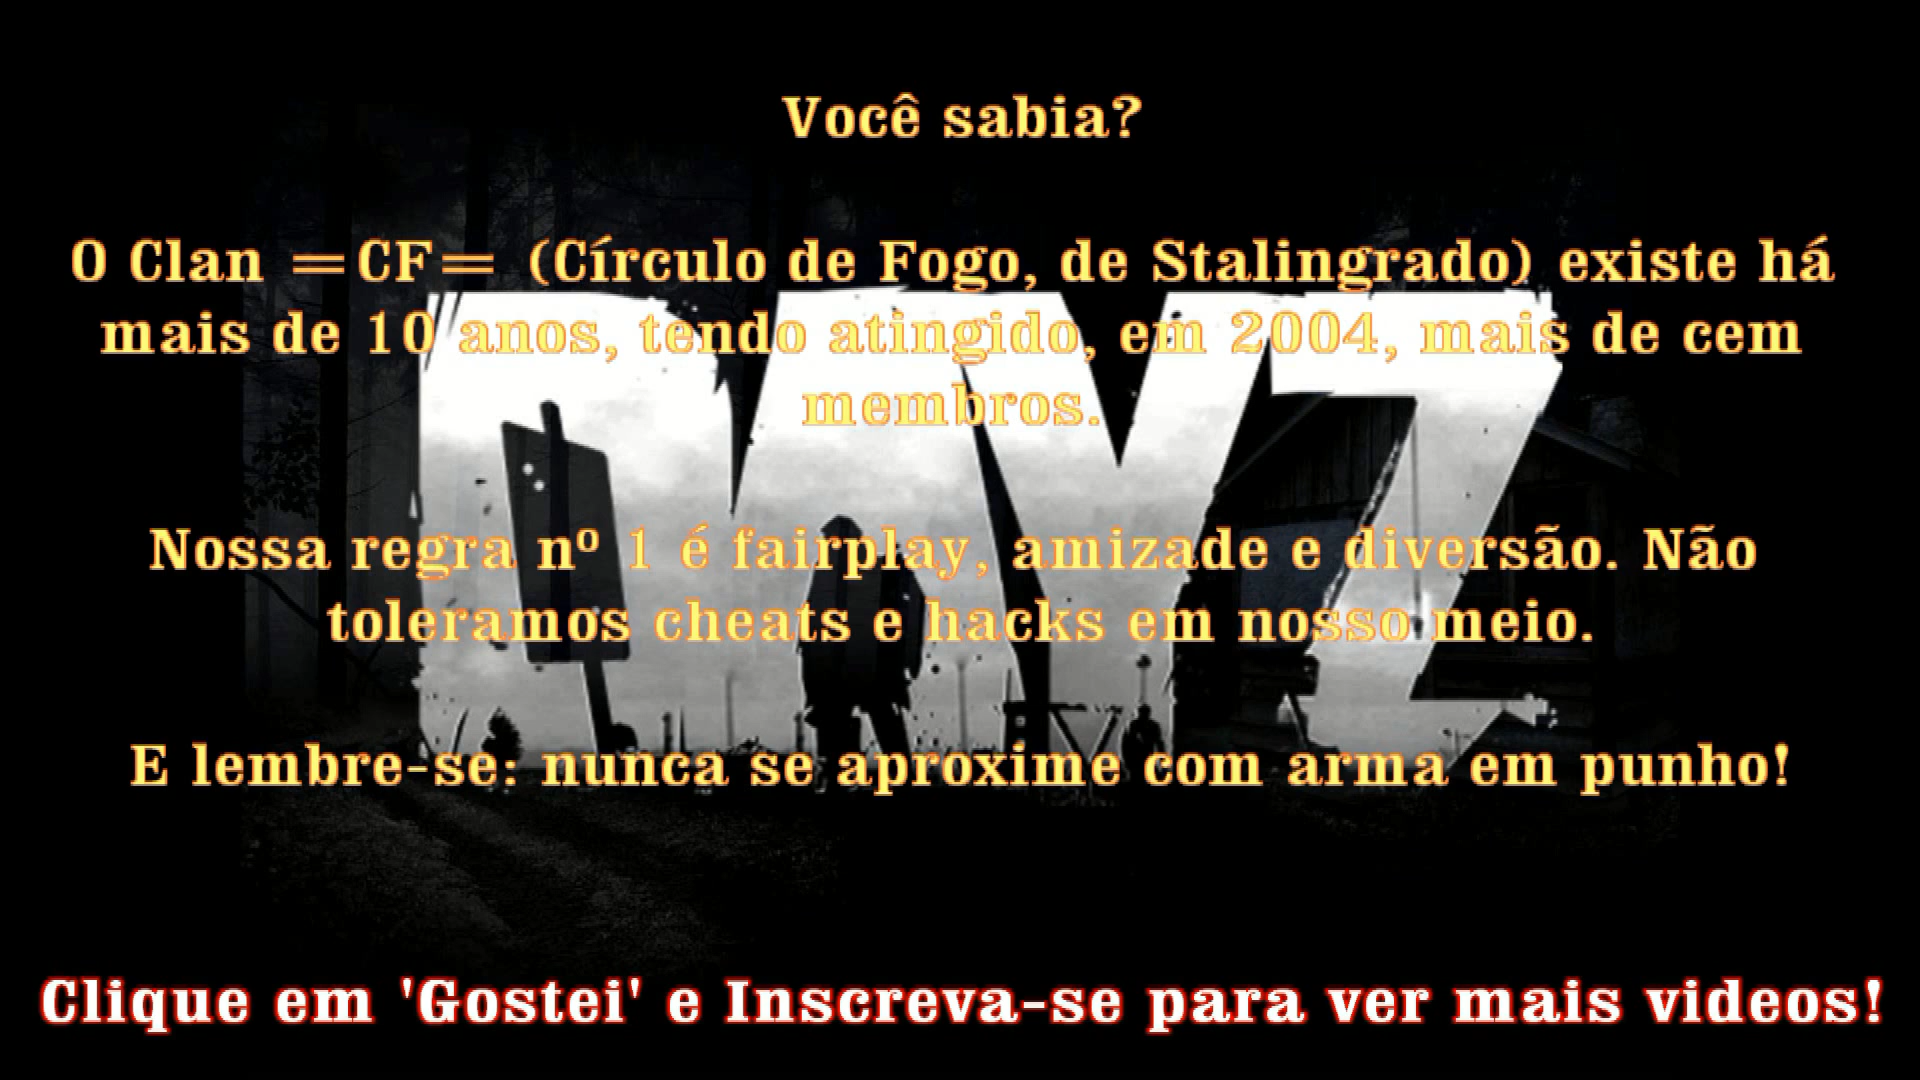 Você sabia?
O Clan =CF= (Círculo de Fogo, de Stalingrado) existe há
mais de 10 anos, tendo atingido, em 2004, mais de cem
membros.
DAYZ
Nossa regra nº 1 é fairplay, amizade e diversão. Não
toleramos cheats e hacks em nosso meio.
E lembre-se: nunca se aproxime com arma em punho!
Clique em 'Gostei' e Inscreva-se para ver mais videos!